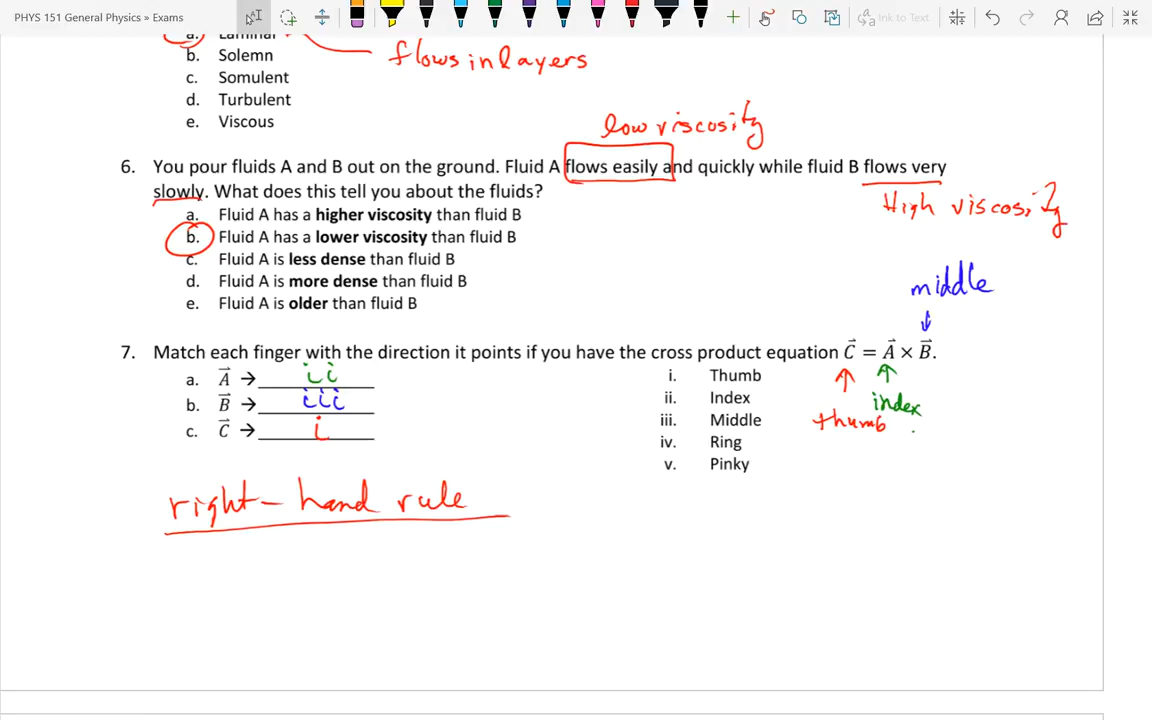 PHYS 151 General Physics » Exams
Ink to Text
a. Laminar
flows in layers
b. Solemn
c. Somulent
d. Turbulent
e. Viscous
low viscosity
6. You pour fluids A and B out on the ground. Fluid A flows easily and quickly while fluid B flows very
slowly. What does this tell you about the fluids?
High viscosity
a. Fluid A has a higher viscosity than fluid B
b. Fluid A has a lower viscosity than fluid B
c. Fluid A is less dense than fluid B
d. Fluid A is more dense than fluid B
e. Fluid A is older than fluid B
middle
7. Match each finger with the direction it points if you have the cross product equation C⃗ = A⃗ × B⃗.
a. A⃗ → ii
b. B⃗ → iii
c. C⃗ → i
i. Thumb
ii. Index
iii. Middle
iv. Ring
v. Pinky
index
thumb
right-hand rule